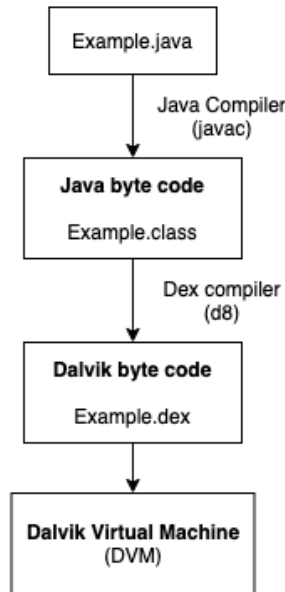 Example.java
Java Compiler
(javac)
Java byte code
Example.class
Dex compiler
(d8)
Dalvik byte code
Example.dex
Dalvik Virtual Machine
(DVM)